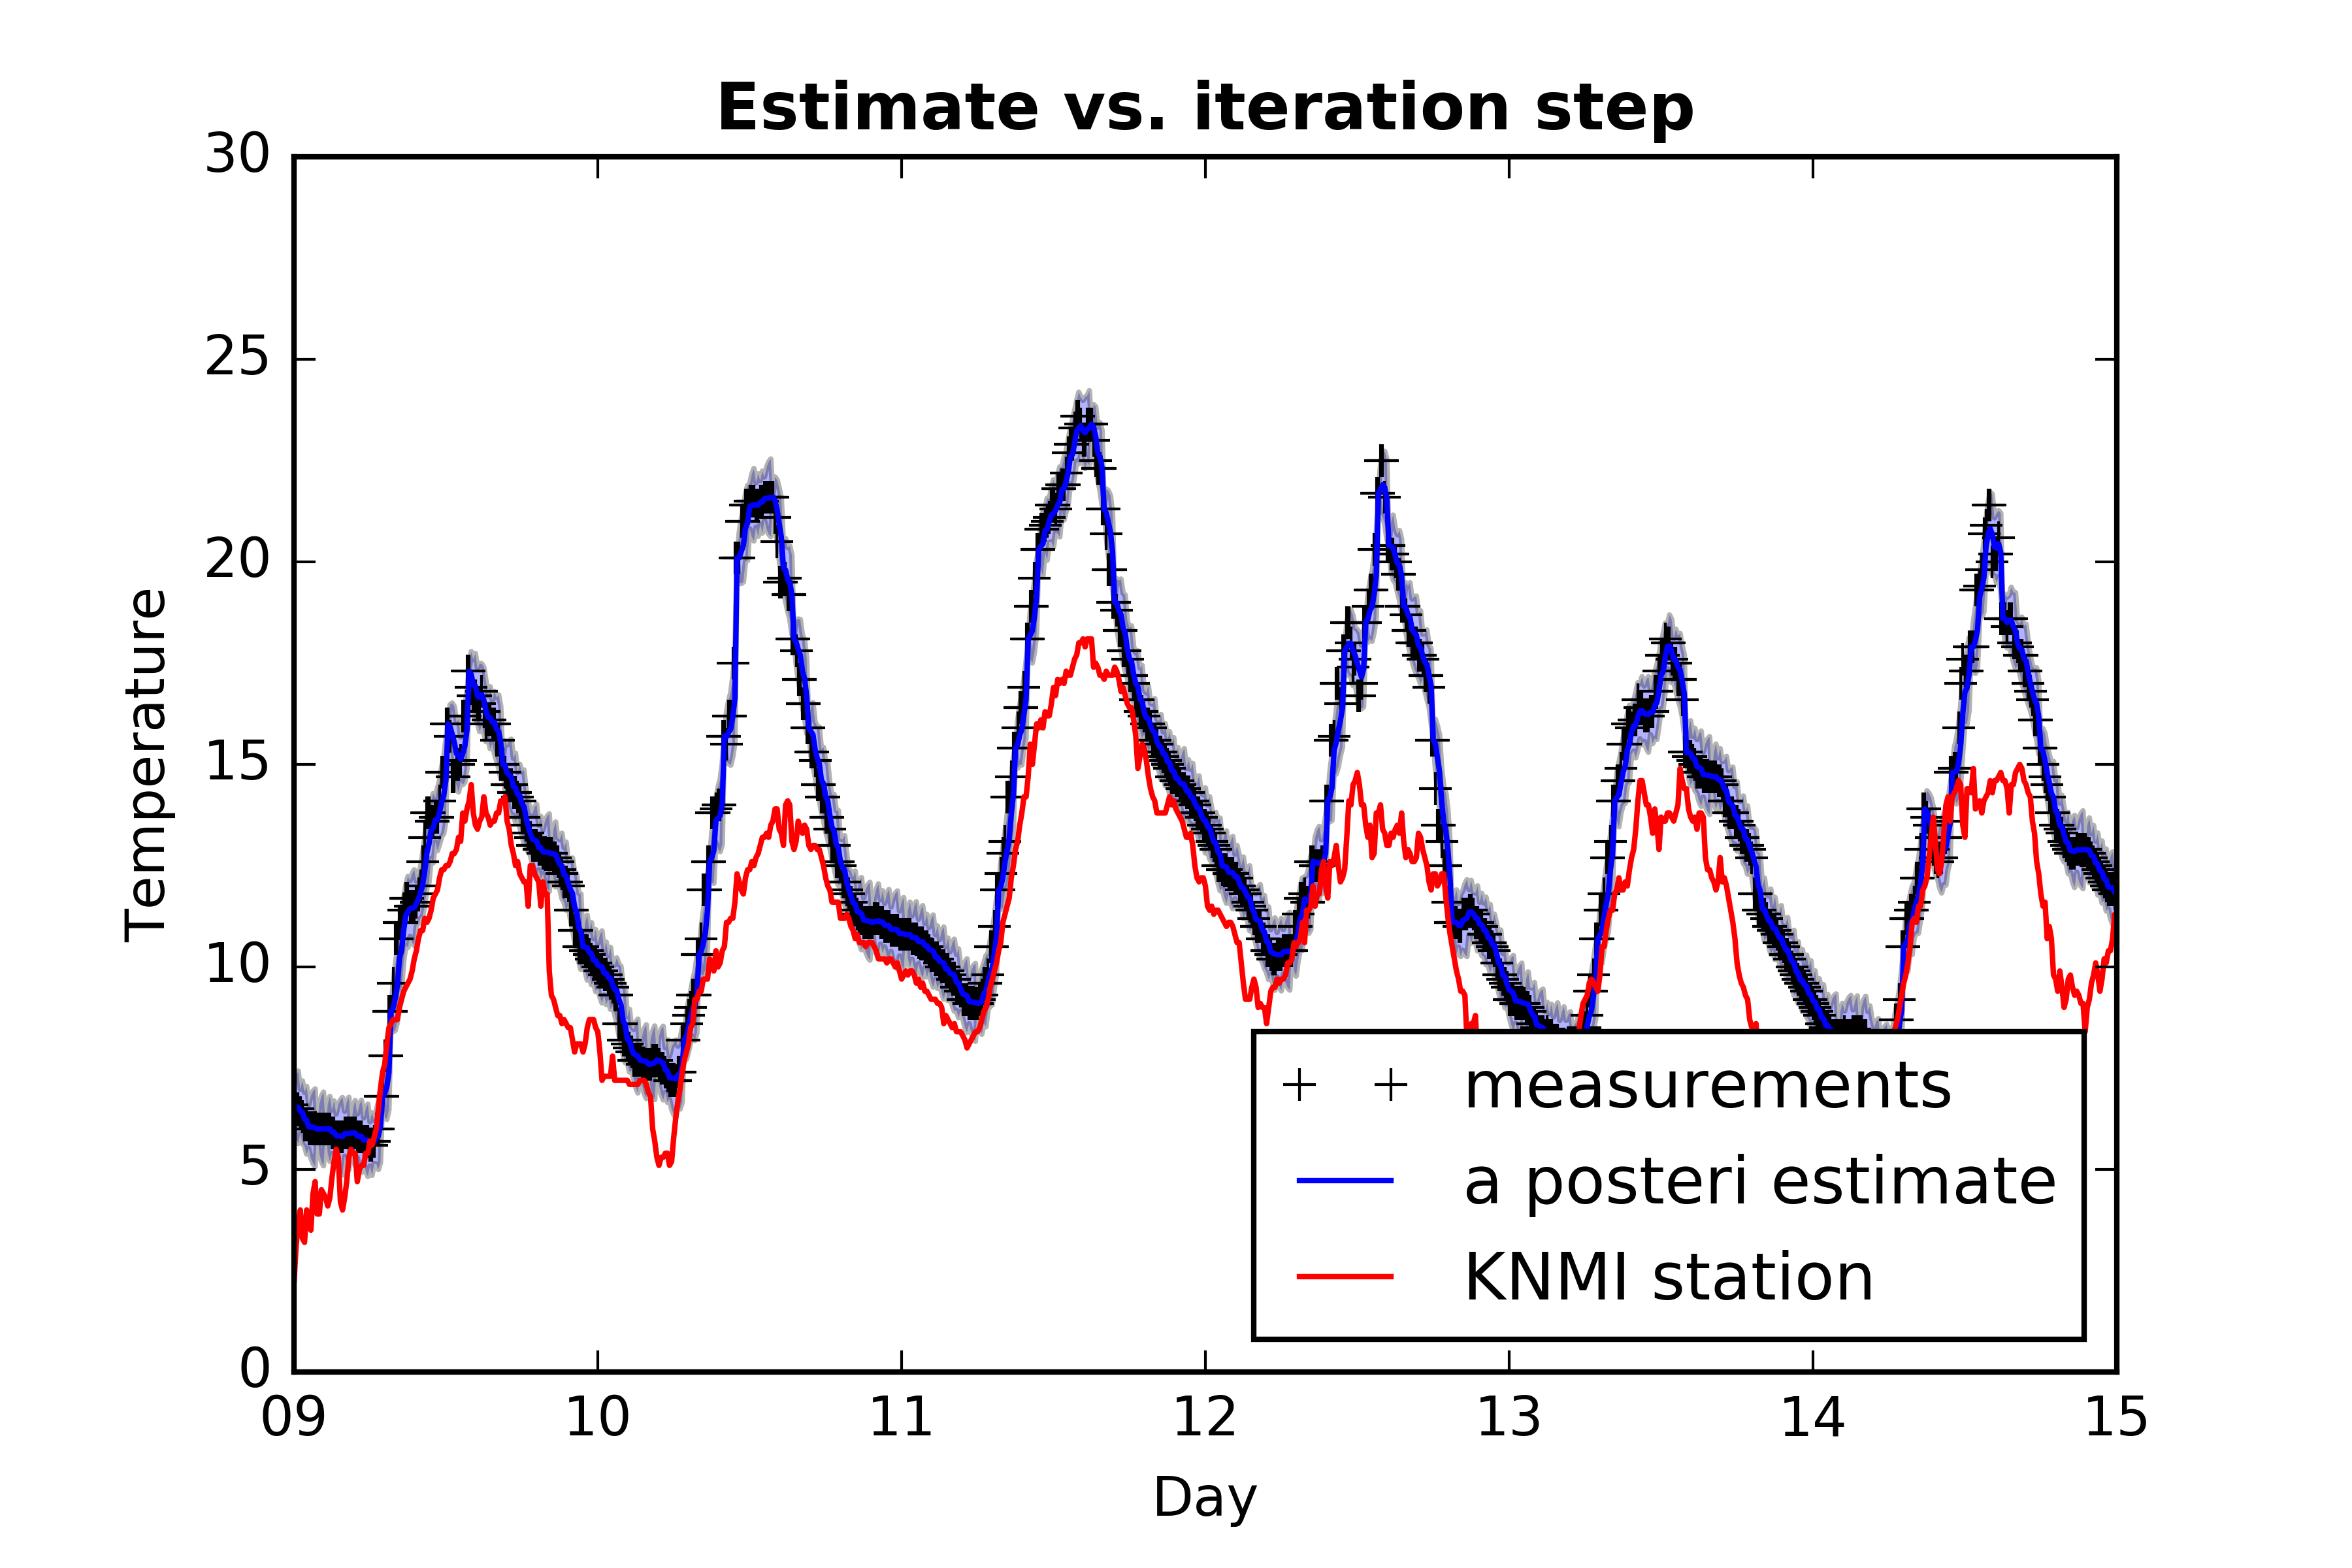 Estimate vs. iteration step
30
25
20
15
10
5
0
Temperature
09 10 11 12 13 14 15
Day
measurements
a posteri estimate
KNMI station